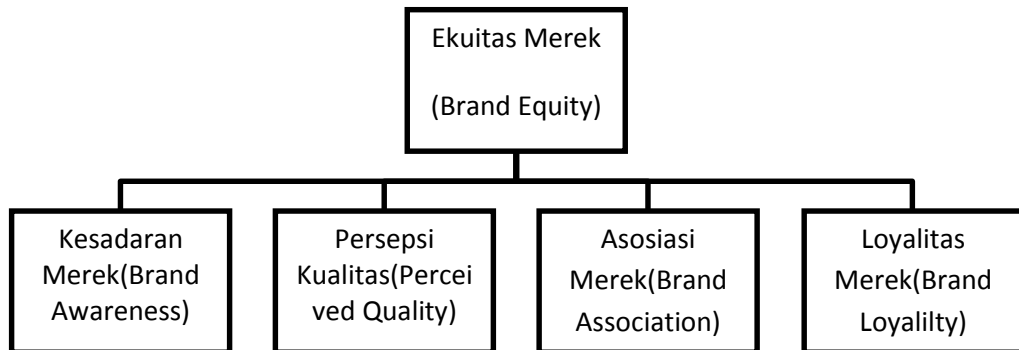 Ekuitas Merek
(Brand Equity)
Kesadaran
Merek(Brand
Awareness)
Persepsi
Kualitas(Percei
ved Quality)
Asosiasi
Merek(Brand
Association)
Loyalitas
Merek(Brand
Loyalilty)